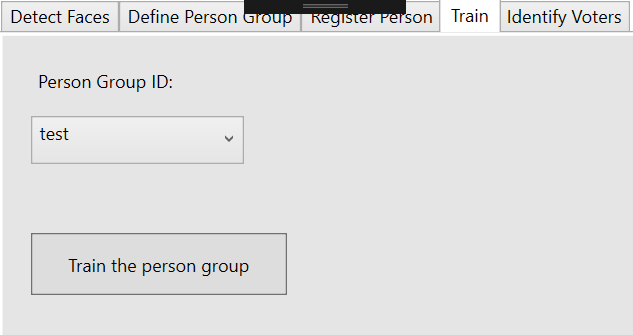 Detect Faces Define Person Group Register Person Train Identify Voters
Person Group ID:
test
Train the person group